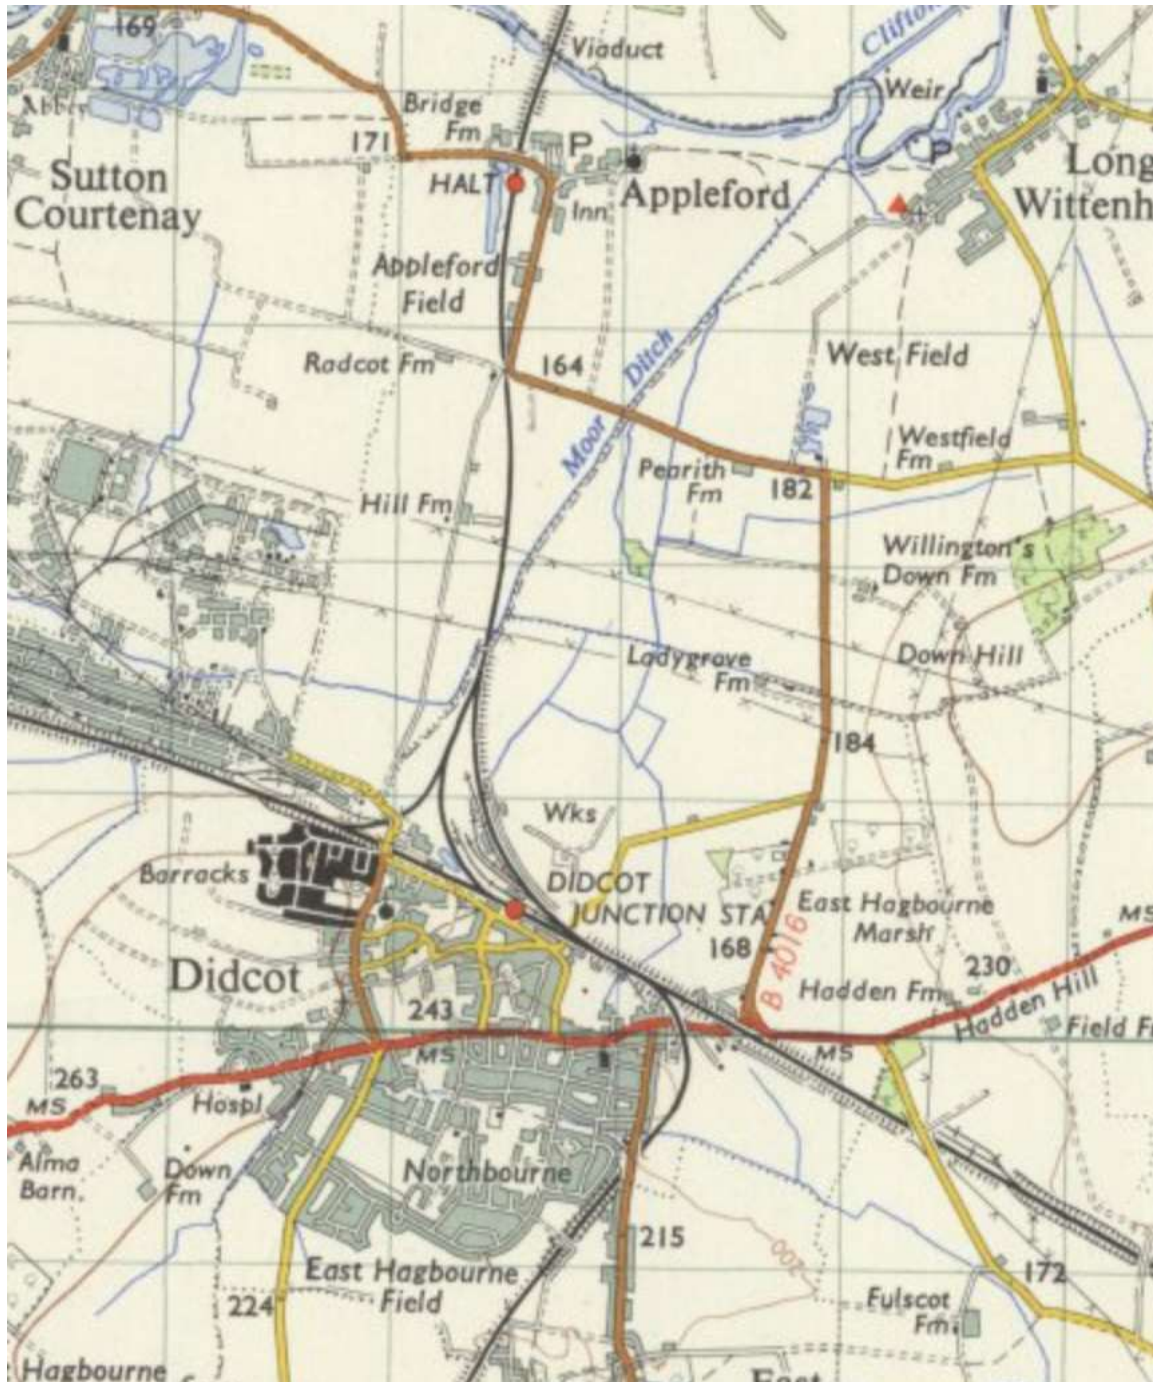 169
Viaduct
Clifton
Weir
Abbey
Bridge
Fm
171
P
P
HALT
Sutton
Courtenay
Inn
Appleford
Long
Wittenh
Appleford
Field
Radcot Fm
164
Moor Ditch
West Field
Westfield
Fm
Pearith
Fm
182
Hill Fm
Willington's
Down Fm
Ladygrove
Fm
Down Hill
184
Wks
Barracks
DIDCOT
JUNCTION STA
East Hagbourne
Marsh
MS
168
B 4016
230
Didcot
243
Hadden Fm
Hadden Hill
Field F
MS
MS
263
MS
Hospl
Alma
Barn.
Down
Fm
Northbourne
215
200
East Hagbourne
Field
224
172
Fulscot
Fm
Hagbourne
East